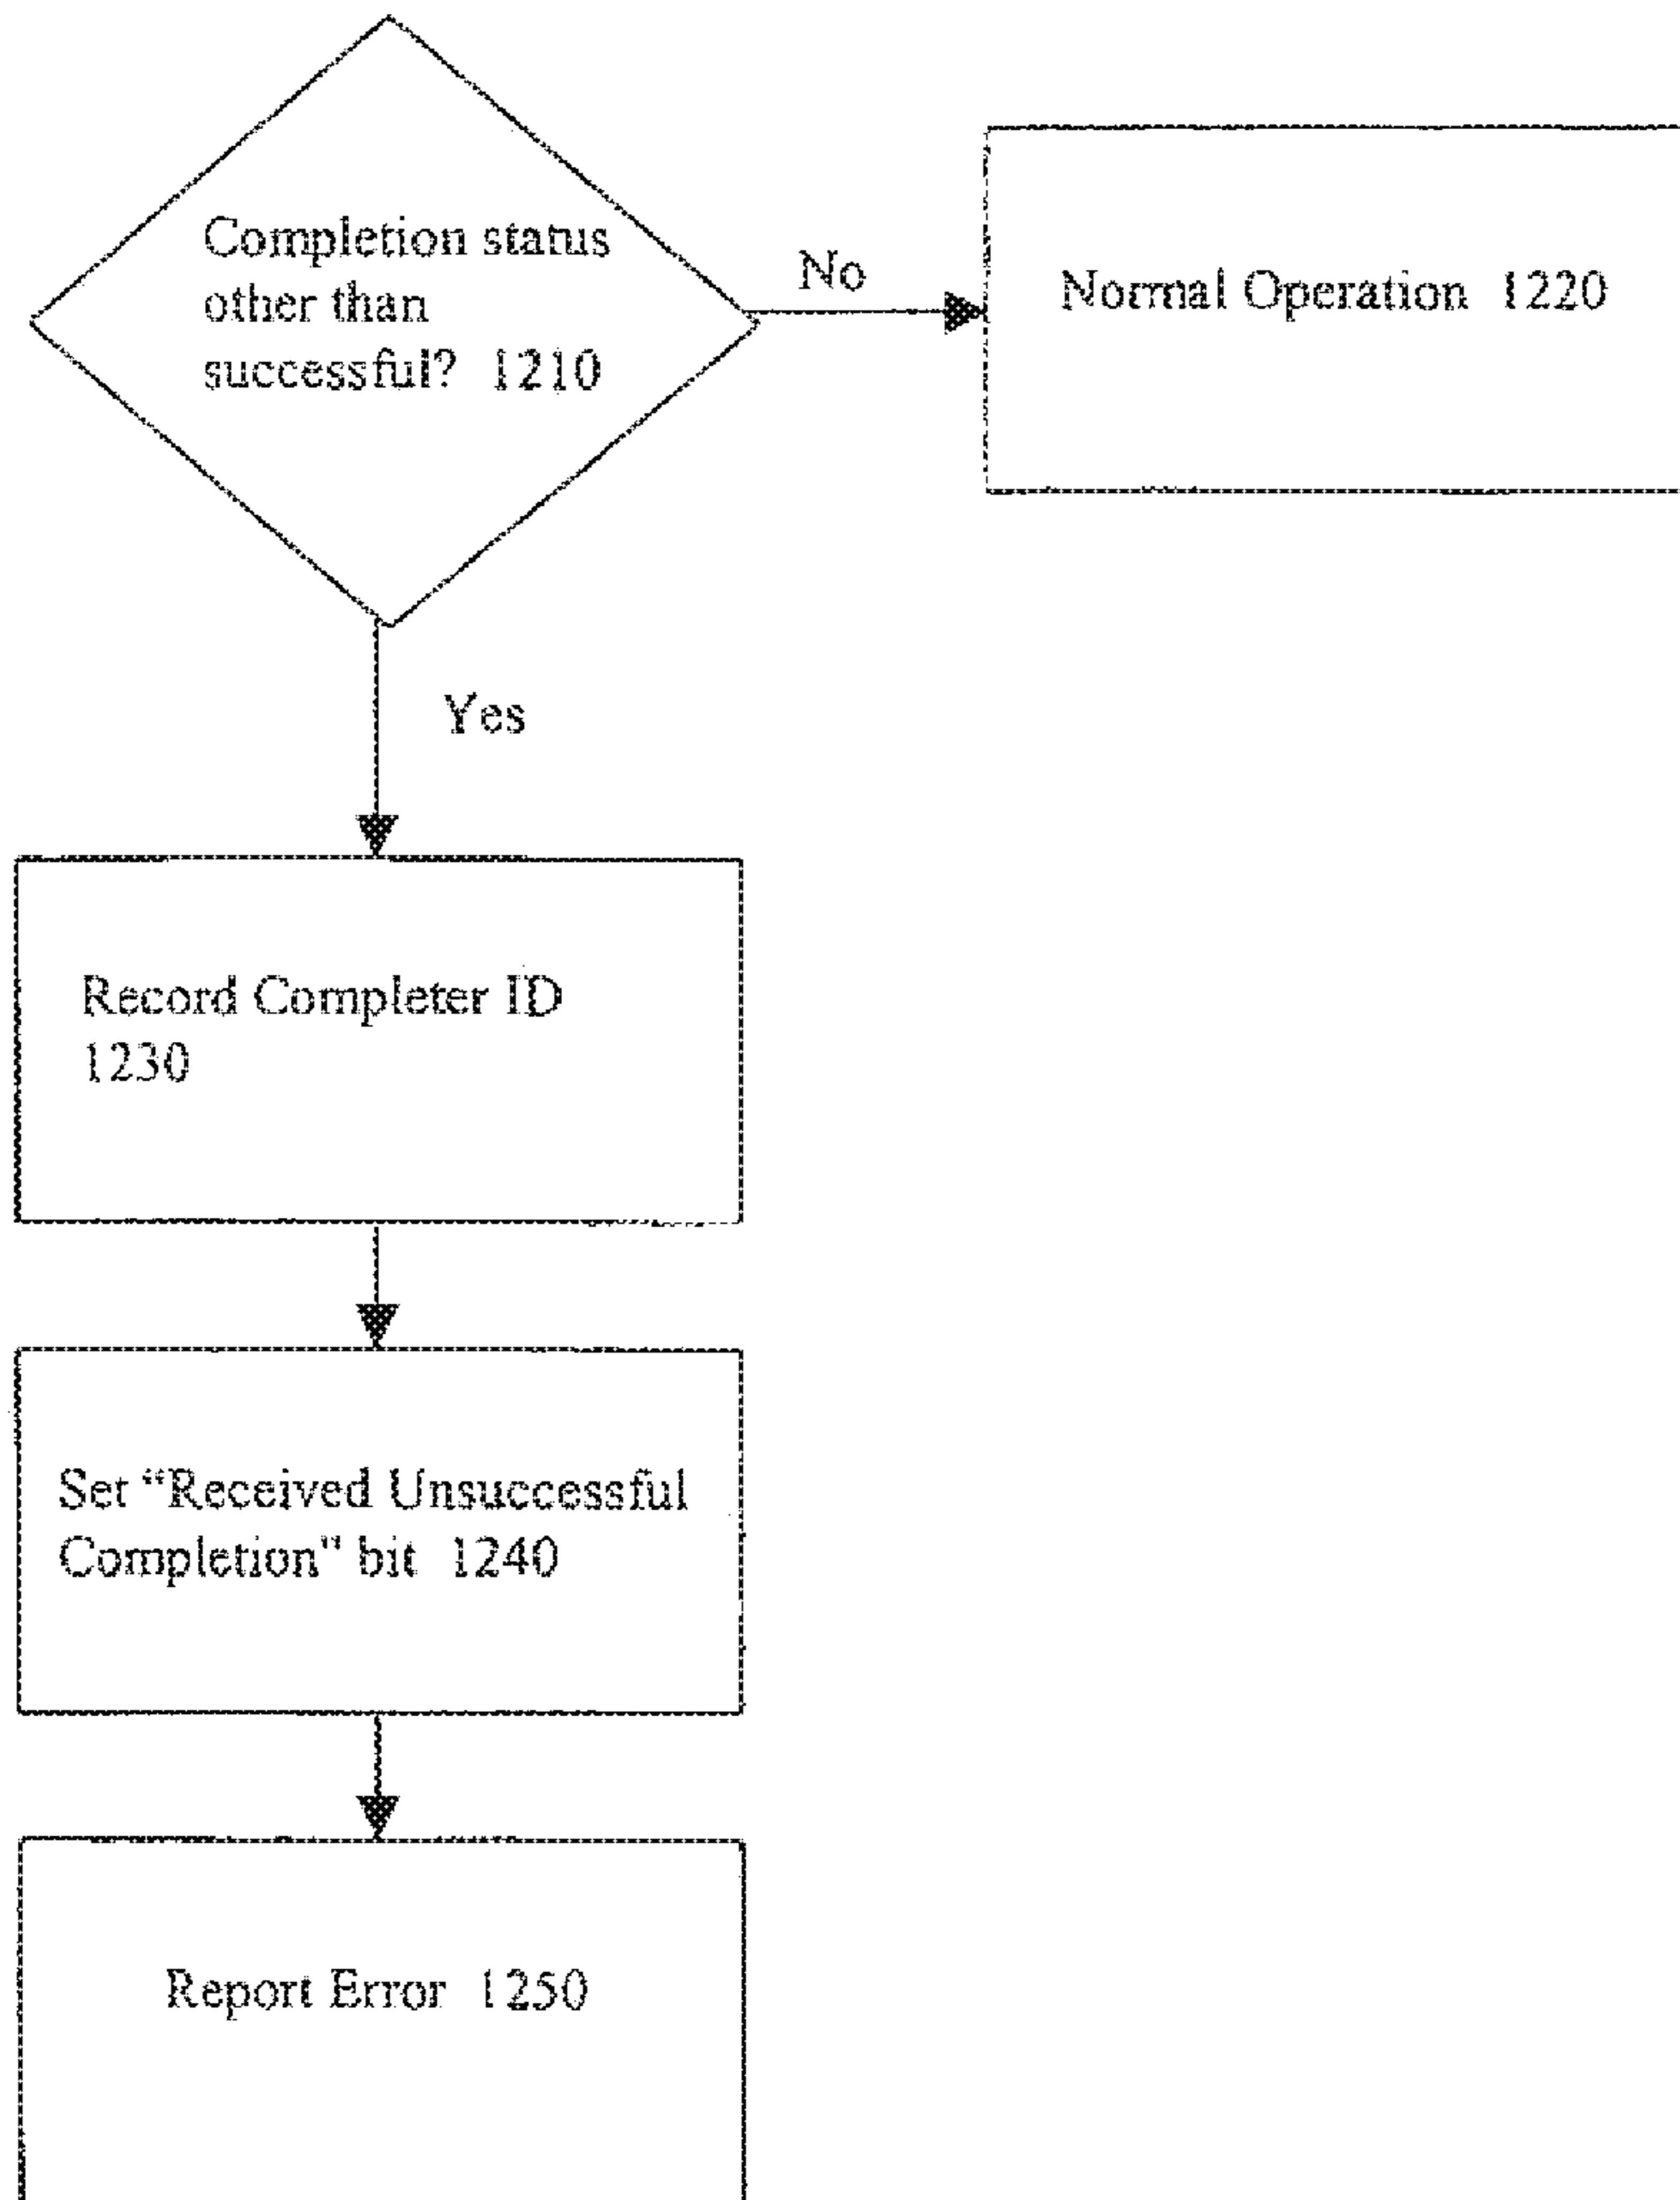 Completion status
other than
successful? 1210
No
Normal Operation 1220
Yes
Record Completer ID
1230
Set “Received Unsuccessful
Completion" bit 1240
Report Error 1250